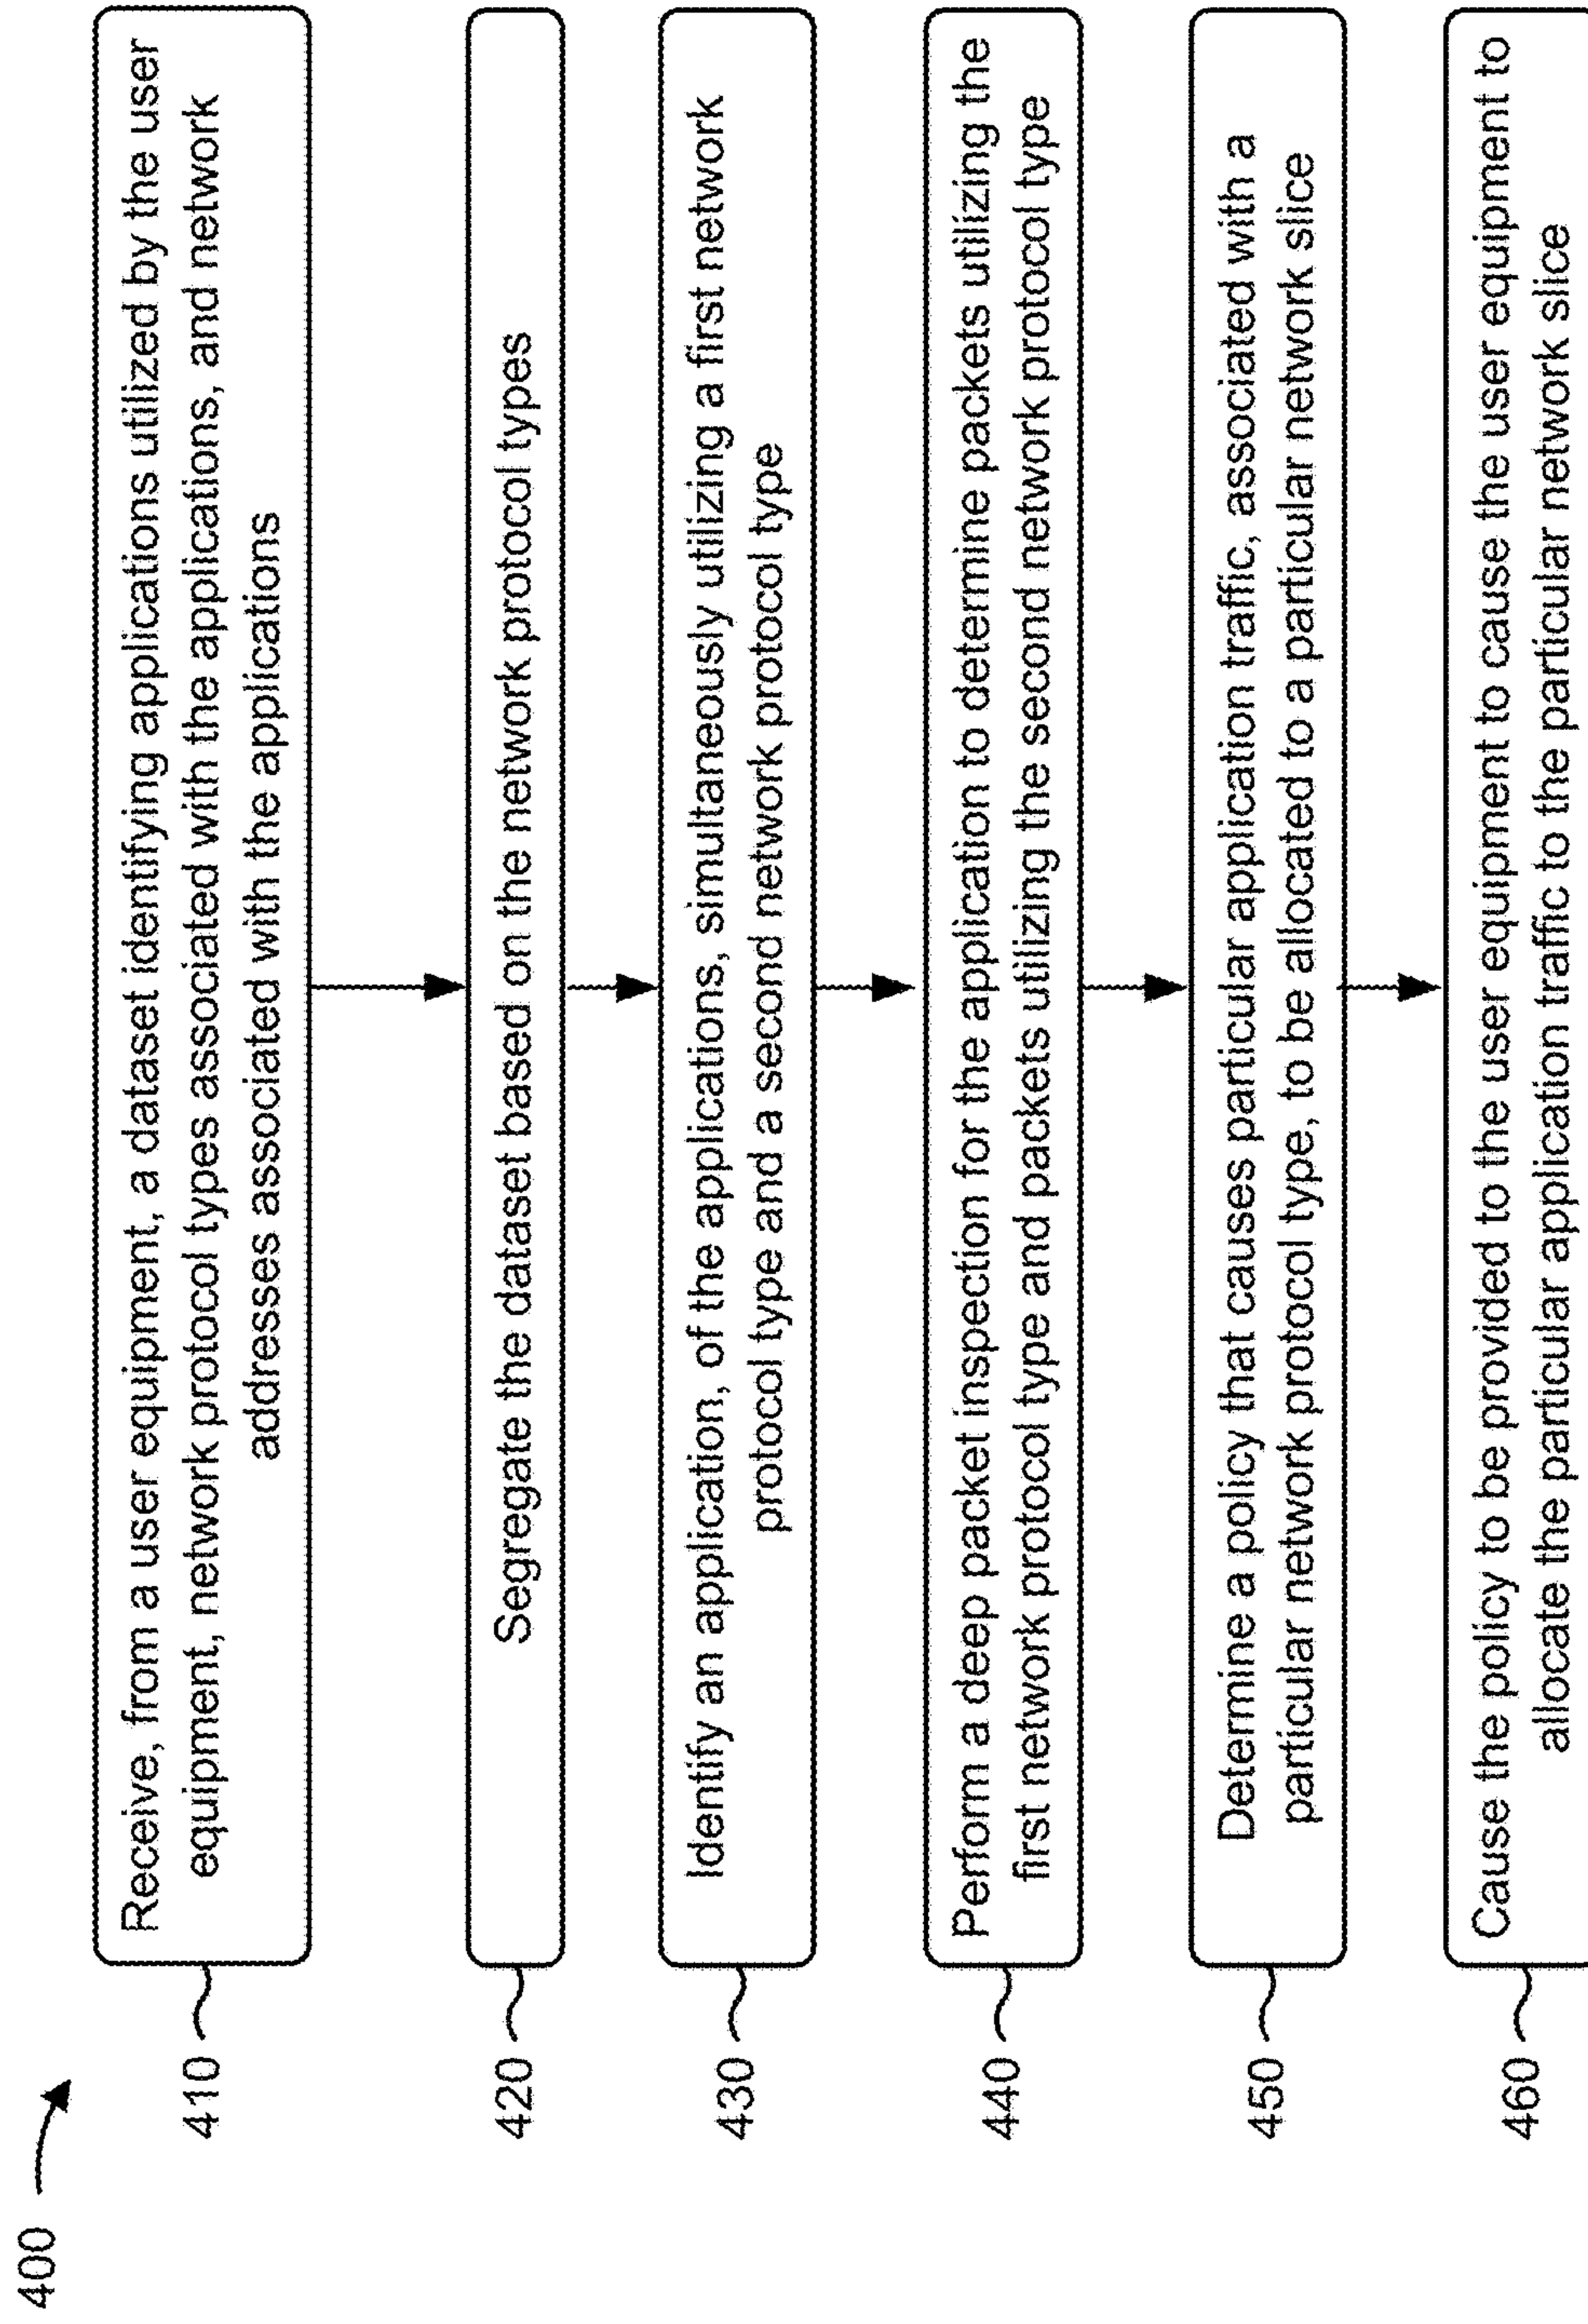 400
410
Receive, from a user equipment, a dataset identifying applications utilized by the user
equipment, network protocol types associated with the applications, and network
addresses associated with the applications
420
Segregate the dataset based on the network protocol types
430
Identify an application, of the applications, simultaneously utilizing a first network
protocol type and a second network protocol type
440
Perform a deep packet inspection for the application to determine packets utilizing the
first network protocol type and packets utilizing the second network protocol type
450
Determine a policy that causes particular application traffic, associated with a
particular network protocol type, to be allocated to a particular network slice
460
Cause the policy to be provided to the user equipment to cause the user equipment to
allocate the particular application traffic to the particular network slice